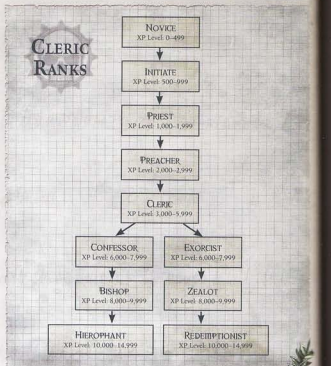 CLERIC
RANKS
NOVICE
XP Level: 0–499
INITIATE
XP Level: 500–999
PRIEST
XP Level: 1,000–1,999
PREACHER
XP Level: 2,000–2,999
CLERIC
XP Level: 3,000–5,999
CONFESSOR
XP Level: 6,000–7,999
EXORCIST
XP Level: 6,000–7,999
BISHOP
XP Level: 8,000–9,999
ZEALOT
XP Level: 8,000–9,999
HIEROPHANT
XP Level: 10,000–14,999
REDEMPTIONIST
XP Level: 10,000–14,999